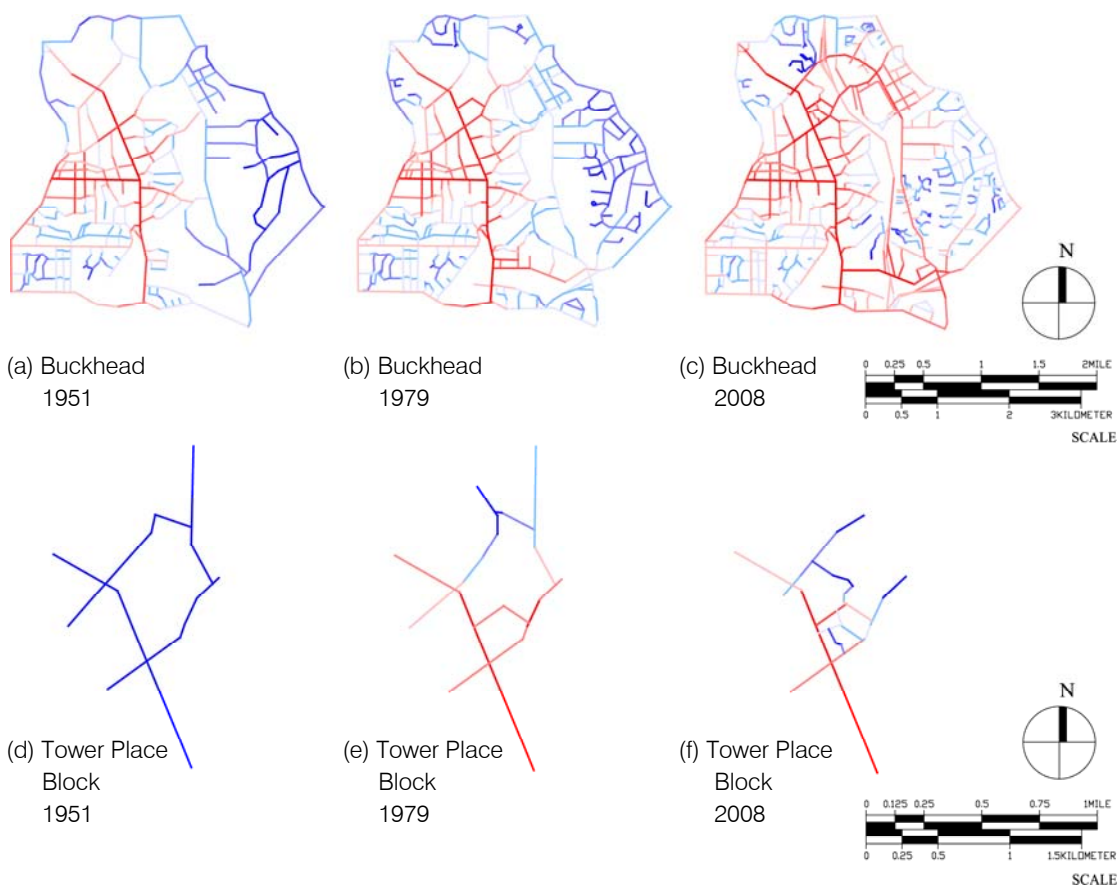 N
(a) Buckhead
1951
(b) Buckhead
1979
(c) Buckhead
2008
0 0.25 0.5 1 1.5 2MILE
0 0.5 1 2 3KILOMETER
SCALE
N
(d) Tower Place
Block
1951
(e) Tower Place
Block
1979
(f) Tower Place
Block
2008
0 0.125 0.25 0.5 0.75 1MILE
0 0.25 0.5 1 1.5KILOMETER
SCALE